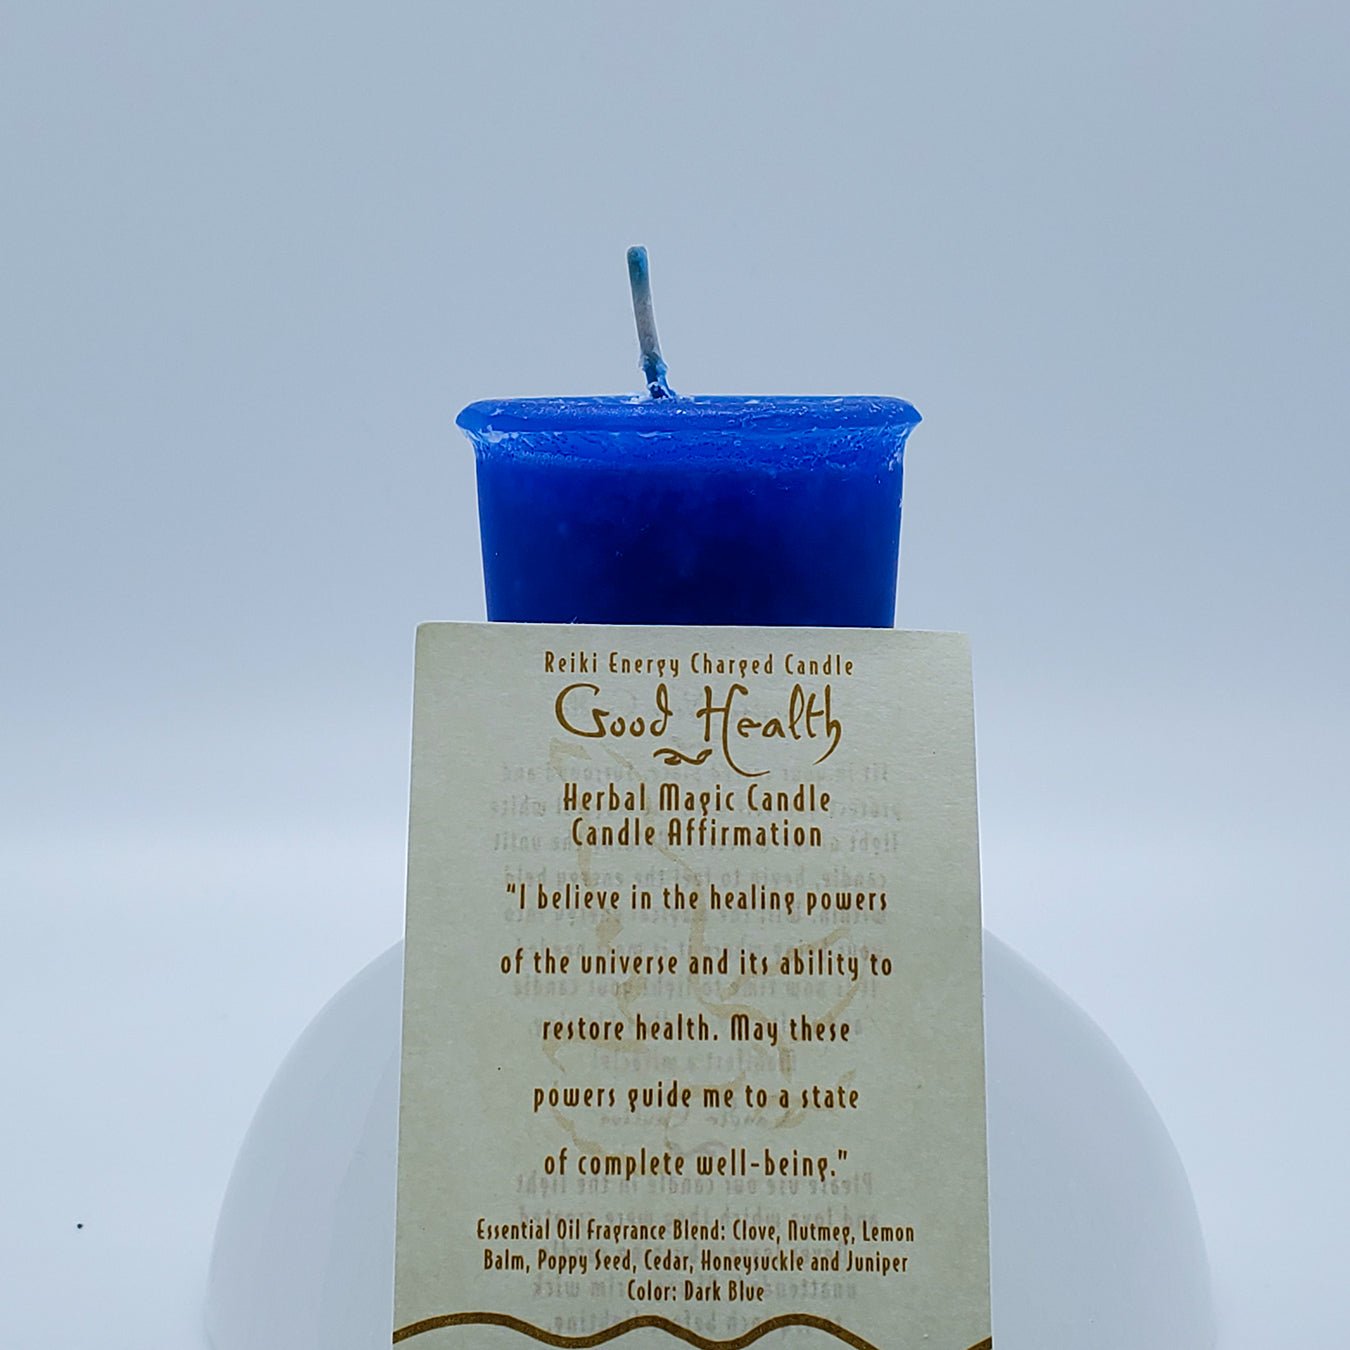 Reiki Energy Charged Candle
Good Health
Herbal Magic Candle
Candle Affirmation
"I believe in the healing powers
of the universe and its ability to
restore health. May these
powers guide me to a state
of complete well-being."
Essential Oil Fragrance Blend: Clove, Nutmeg, Lemon
Balm, Poppy Seed, Cedar, Honeysuckle and Juniper
Color: Dark Blue